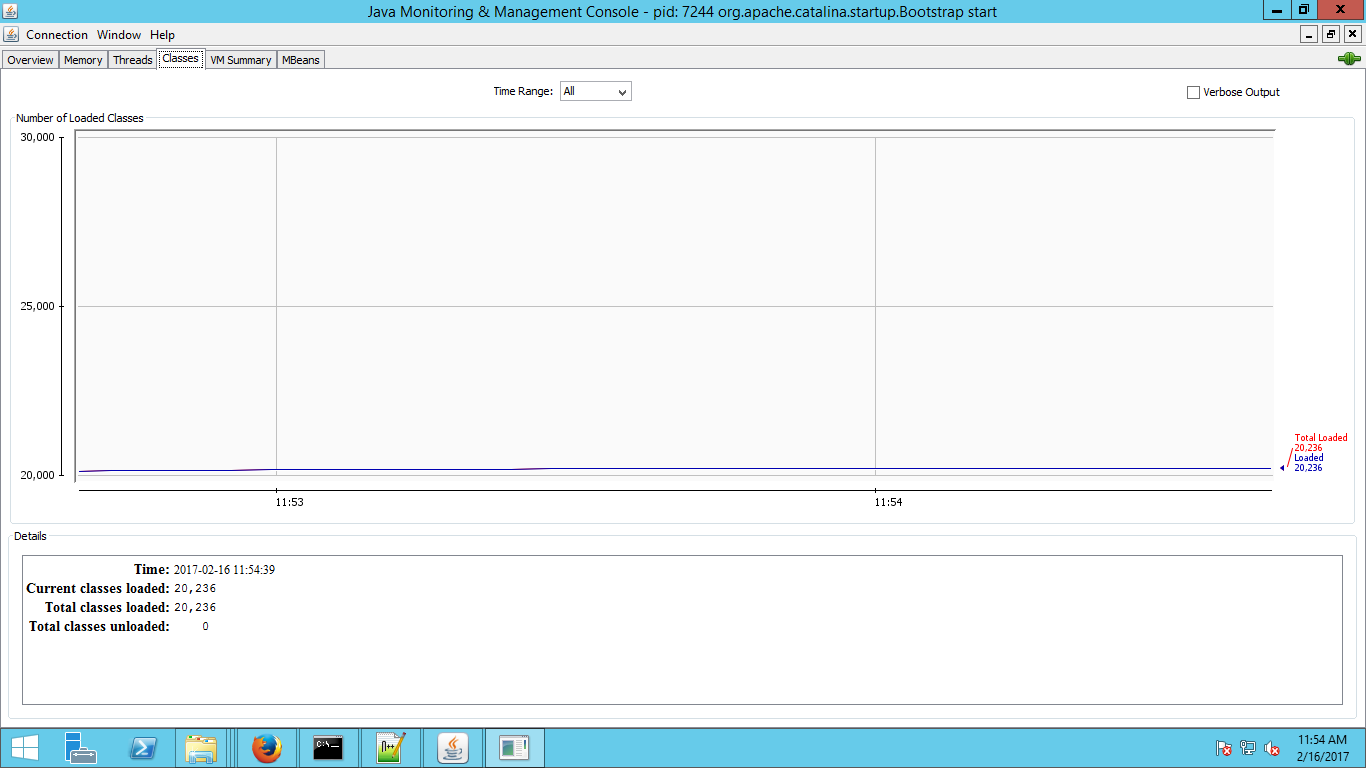 Java Monitoring & Management Console - pid: 7244 org.apache.catalina.startup.Bootstrap start
Connection Window Help
Overview Memory Threads Classes VM Summary MBeans
Time Range: All Verbose Output
Number of Loaded Classes
30,000
25,000
20,000
Total Loaded
20,236
Loaded
20,236
11:53 11:54
Details
Time: 2017-02-16 11:54:39
Current classes loaded: 20,236
Total classes loaded: 20,236
Total classes unloaded: 0
11:54 AM
2/16/2017